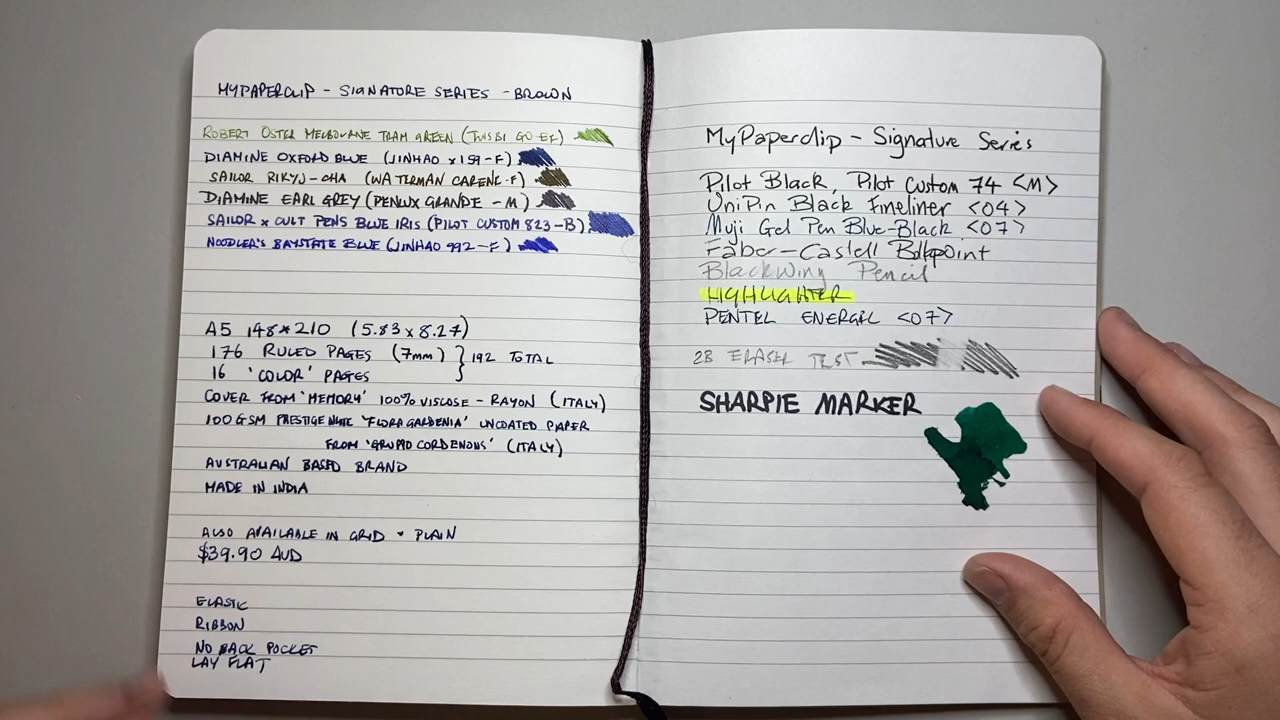 MYPAPERCLIP - SIGNATURE SERIES - BROWN
ROBERT OSTER MELBOURNE TRAM GREEN (TWSBI GO-EF)
DIAMINE OXFORD BLUE (JINHAO x159-F)
SAILOR RIKYU-CHA (WATERMAN CARENE-F)
DIAMINE EARL GREY (PENLUX GRANDE - M)
SAILOR x CULT PENS BLUE IRIS (PILOT CUSTOM 823-B)
NOODLER'S BAYSTATE BLUE (JINHAO 992-F)
A5 148*210 (5.83 x 8.27)
176 RULED PAGES (7mm) } 192 TOTAL
16 'COLOR' PAGES
COVER FROM 'MEMORY' 100% VISCOSE - RAYON (ITALY)
100GSM PRESTIGE WHITE 'FLORA GARDENIA' UNCOATED PAPER
FROM 'GRUPPO CORDENONS' (ITALY)
AUSTRALIAN BASED BRAND
MADE IN INDIA
ALSO AVAILABLE IN GRID + PLAIN
$39.90 AUD
ELASTIC
RIBBON
NO BACK POCKET
LAY FLAT
MyPaperclip - Signature Series
Pilot Black, Pilot Custom 74 <M>
UniPin Black Fineliner <04>
Muji Gel Pen Blue-Black <07>
Faber-Castell Ballpoint
Blackwing Pencil
HIGHLIGHTER
PENTEL ENERGEL <07>
2B ERASER TEST
SHARPIE MARKER